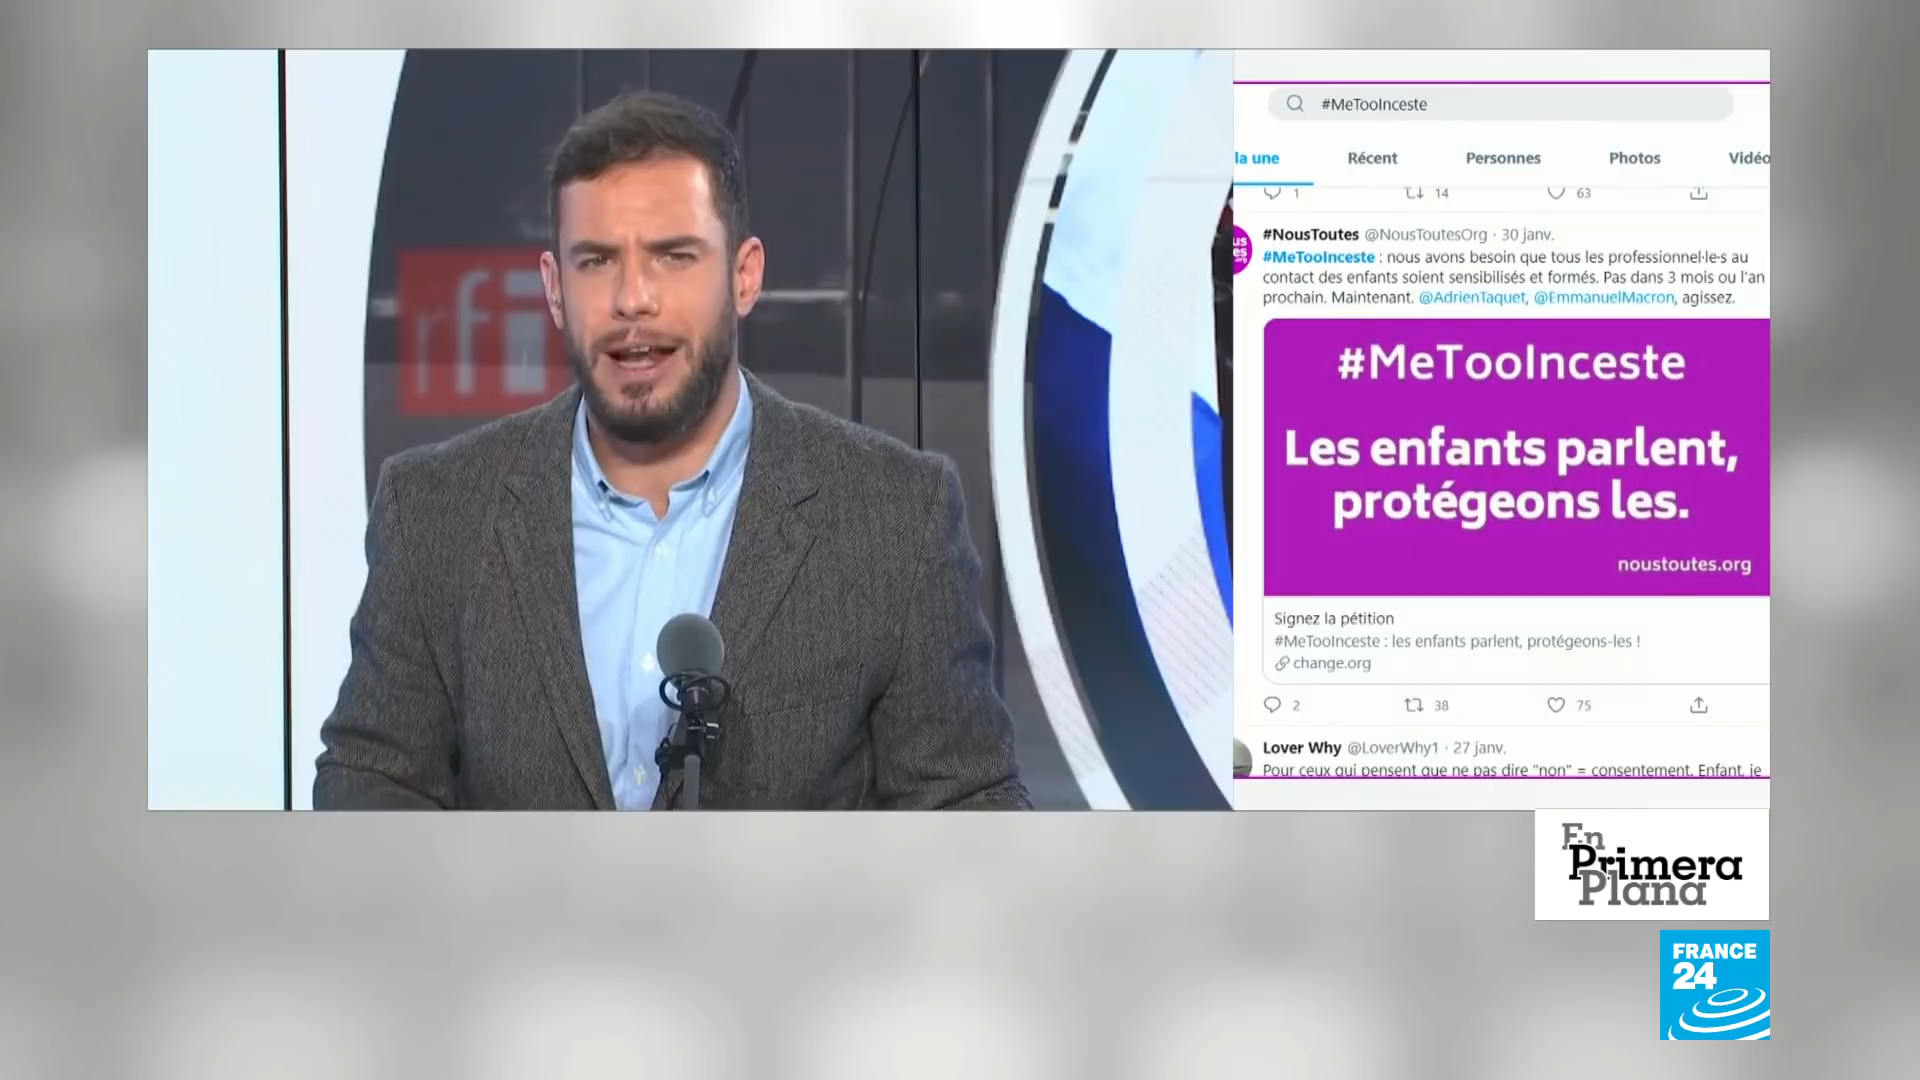 rfi
#MeTooInceste
la une Récent Personnes Photos Vidéo
1 14 63
#NousToutes @NousToutesOrg · 30 janv.
#MeTooInceste : nous avons besoin que tous les professionnel·le·s au
contact des enfants soient sensibilisés et formés. Pas dans 3 mois ou l'an
prochain. Maintenant. @AdrienTaquet, @EmmanuelMacron, agissez.
#MeTooInceste
Les enfants parlent,
protégeons les.
noustoutes.org
Signez la pétition
#MeTooInceste : les enfants parlent, protégeons-les !
change.org
2 38 75
Lover Why @LoverWhy1 · 27 janv.
Pour ceux qui pensent que ne pas dire "non" = consentement. Enfant, je
En
Primera
Plana
FRANCE
24